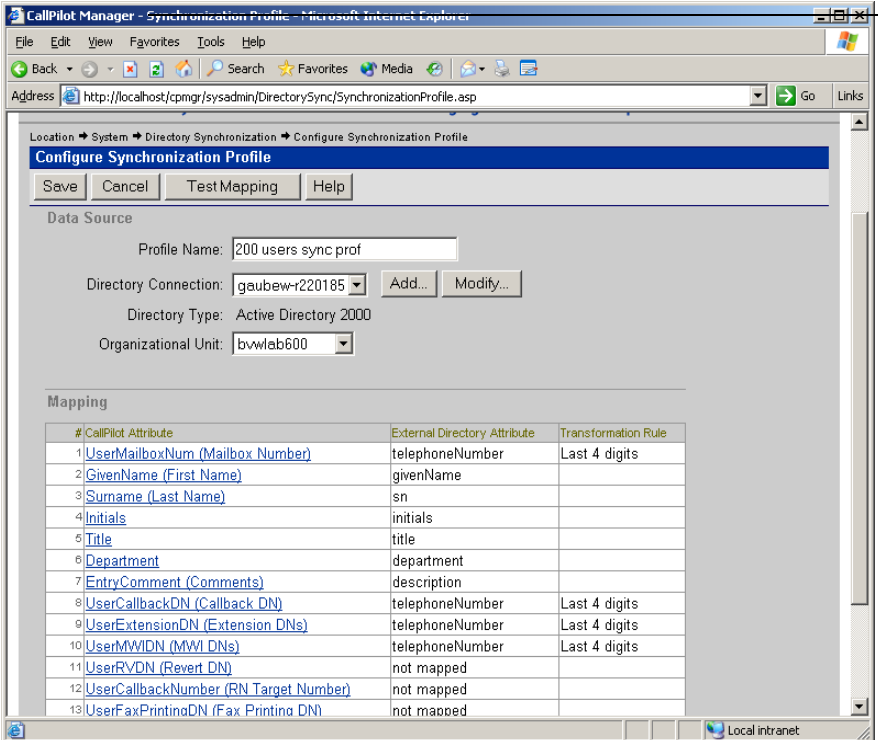 CallPilot Manager - Synchronization Profile - Microsoft Internet Explorer
File Edit View Favorites Tools Help
Back Search Favorites Media
Address http://localhost/cpmgr/sysadmin/DirectorySync/SynchronizationProfile.asp Go Links
Location System Directory Synchronization Configure Synchronization Profile
Configure Synchronization Profile
Save Cancel Test Mapping Help
Data Source
Profile Name: 200 users sync prof
Directory Connection: gaubew-r220185 Add... Modify...
Directory Type: Active Directory 2000
Organizational Unit: bvwlab600
Mapping
# CallPilot Attribute External Directory Attribute Transformation Rule
1 UserMailboxNum (Mailbox Number) telephoneNumber Last 4 digits
2 GivenName (First Name) givenName
3 Surname (Last Name) sn
4 Initials initials
5 Title title
6 Department department
7 EntryComment (Comments) description
8 UserCallbackDN (Callback DN) telephoneNumber Last 4 digits
9 UserExtensionDN (Extension DNs) telephoneNumber Last 4 digits
10 UserMWIDN (MWI DNs) telephoneNumber Last 4 digits
11 UserRVDN (Revert DN) not mapped
12 UserCallbackNumber (RN Target Number) not mapped
13 UserFaxPrintingDN (Fax Printing DN) not mapped
Local intranet